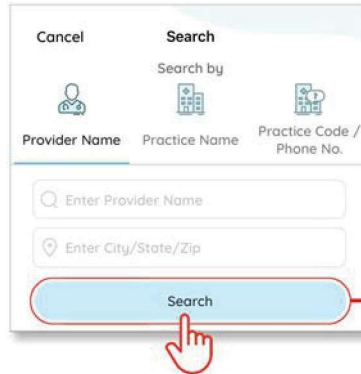 Cancel Search
Search by
Provider Name Practice Name Practice Code /
Phone No.
Enter Provider Name
Enter City/State/Zip
Search